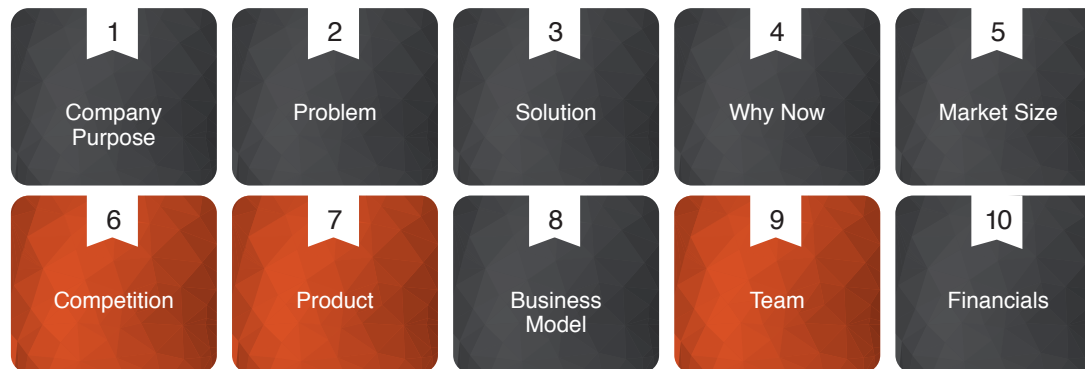 1
2
3
4
5
Company
Purpose
Problem
Solution
Why Now
Market Size
6
7
8
9
10
Competition
Product
Business
Model
Team
Financials